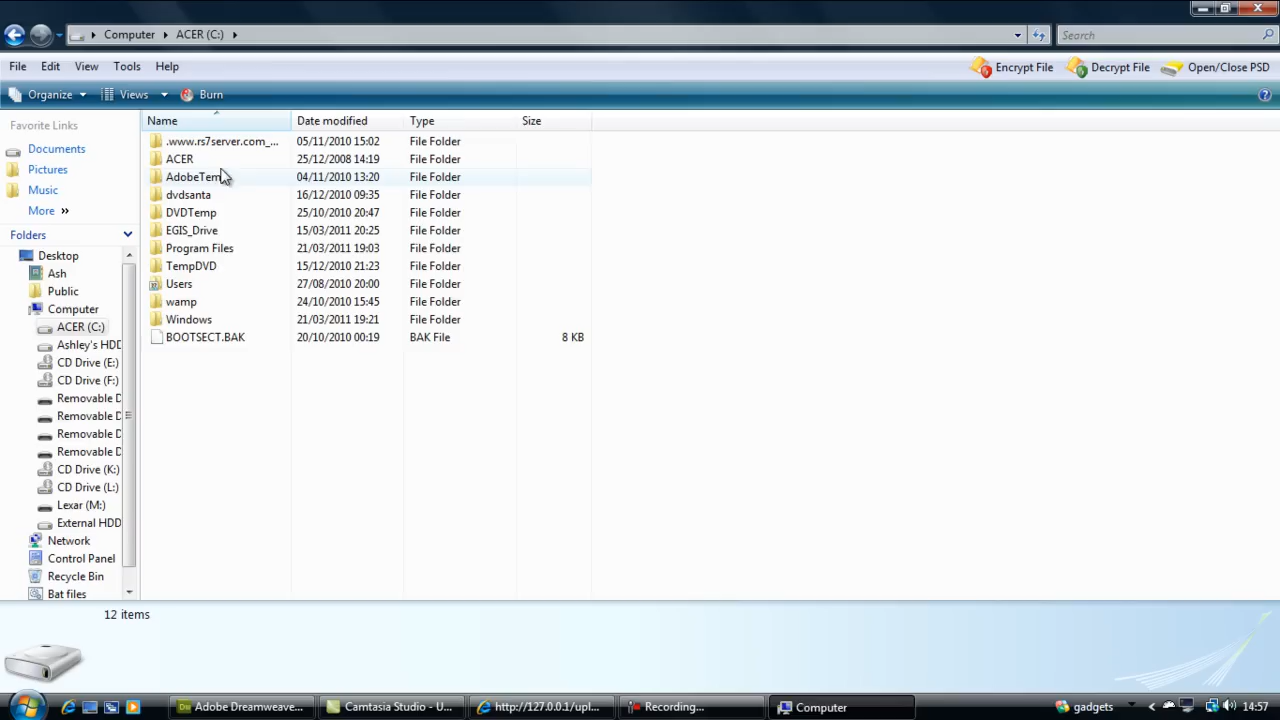 Computer ACER (C:) Search
File Edit View Tools Help Encrypt File Decrypt File Open/Close PSD
Organize Views Burn
Favorite Links
Documents
Pictures
Music
More »
Folders
Desktop
Ash
Public
Computer
ACER (C:)
Ashley's HDD
CD Drive (E:)
CD Drive (F:)
Removable D
Removable D
Removable D
Removable D
CD Drive (K:)
CD Drive (L:)
Lexar (M:)
External HDD
Network
Control Panel
Recycle Bin
Bat files
Name Date modified Type Size
.www.rs7server.com_... 05/11/2010 15:02 File Folder
ACER 25/12/2008 14:19 File Folder
AdobeTemp 04/11/2010 13:20 File Folder
dvdsanta 16/12/2010 09:35 File Folder
DVDTemp 25/10/2010 20:47 File Folder
EGIS_Drive 15/03/2011 20:25 File Folder
Program Files 21/03/2011 19:03 File Folder
TempDVD 15/12/2010 21:23 File Folder
Users 27/08/2010 20:00 File Folder
wamp 24/10/2010 15:45 File Folder
Windows 21/03/2011 19:21 File Folder
BOOTSECT.BAK 20/10/2010 00:19 BAK File 8 KB
12 items
Adobe Dreamweave... Camtasia Studio - U... http://127.0.0.1/upl... Recording... Computer gadgets 14:57